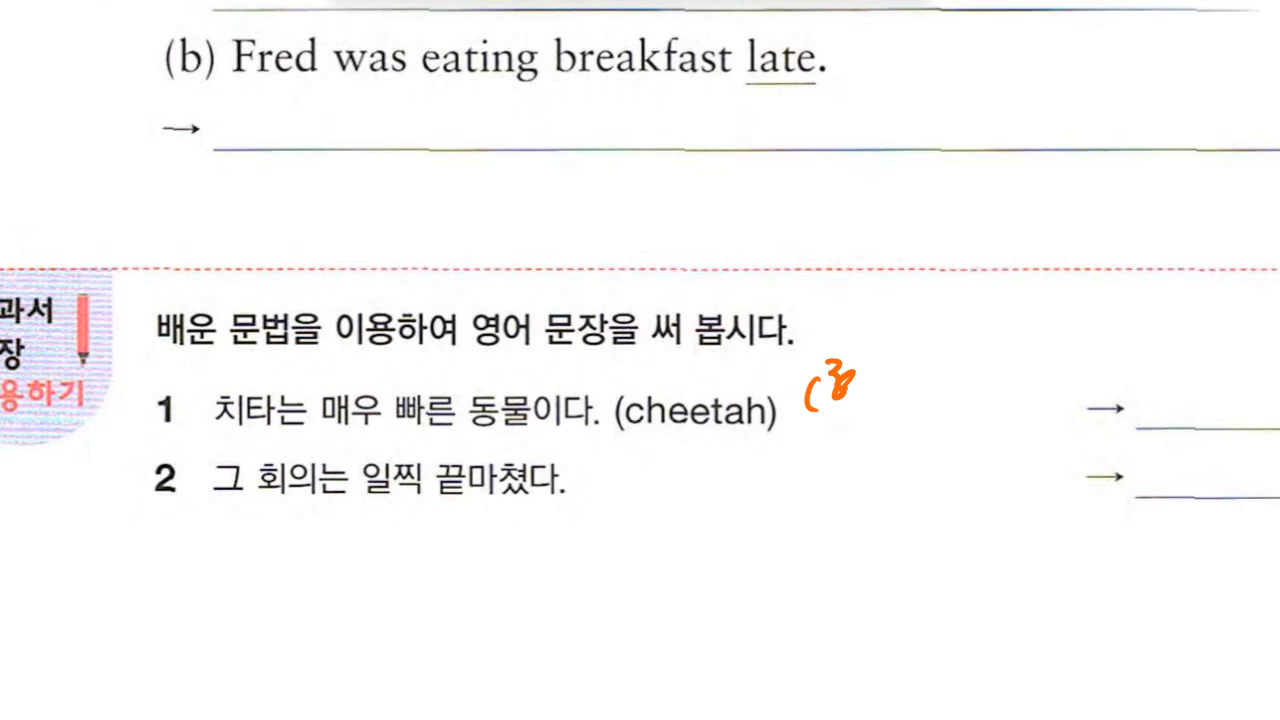 (b) Fred was eating breakfast late.
→
과서
장
용하기
배운 문법을 이용하여 영어 문장을 써 봅시다.
1 치타는 매우 빠른 동물이다. (cheetah) →
2 그 회의는 일찍 끝마쳤다. →